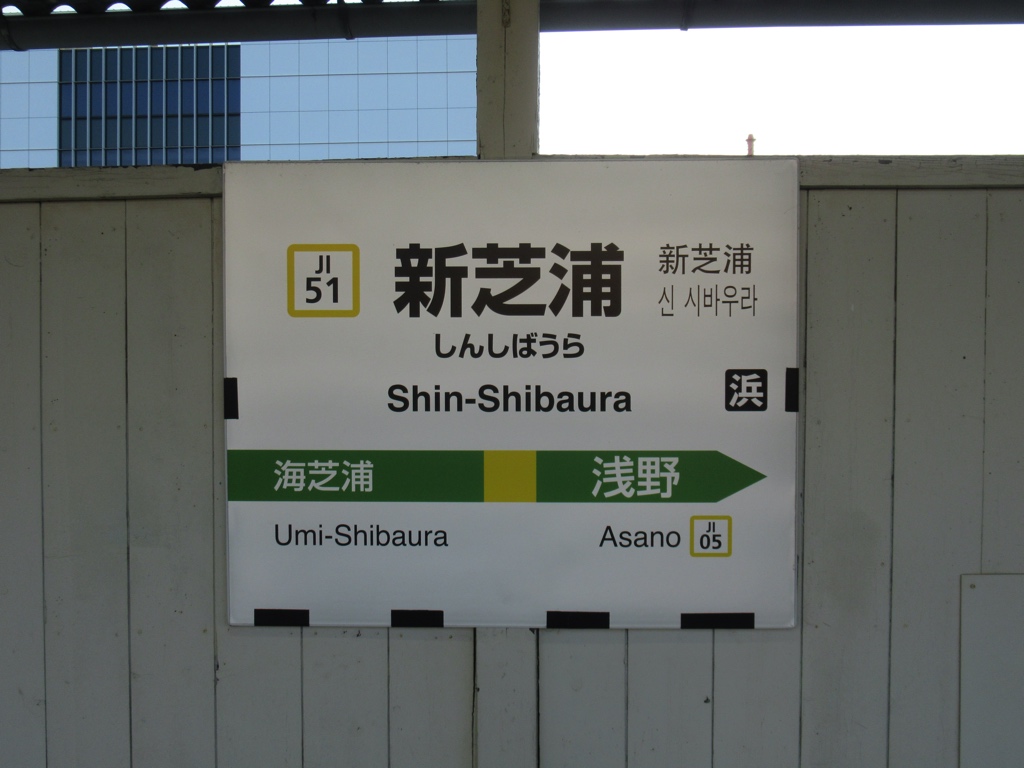 JI
51
新芝浦
新芝浦
신 시바우라
しんしばうら
Shin-Shibaura
浜
海芝浦
浅野
Umi-Shibaura
Asano
JI
05